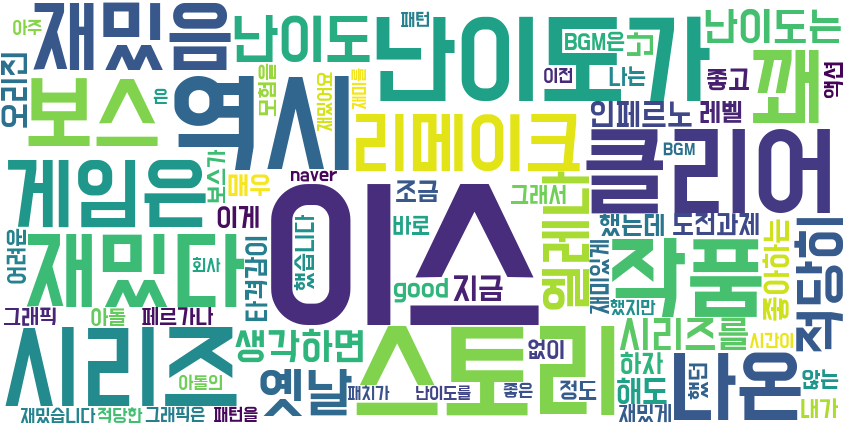 아주
재밌음
난이도
패턴
난이도가
BGM은
난
난이도는
오리진
보스
no
역시
모험을
재밌어요
재미를
이전
나는
좋고
꽤
액션
리메이크
인페르노
레벨
클리어
BGM
게임은
보스가
매우
naver
이게
조금
그래서
이스
바로
엘레나
했는데
도전과제
어려움
재밌다
회사
타격감이
했습니다
good
지금
재미있게
작품
좋아하는
적당히
그래픽
아돌
페르가나
했지만
시리즈를
시간이
시리즈
생각하면
스토리
없이
하자
나온
했던
않는
아돌의
옛날
패치가
난이도를
좋은
정도
해도
내가
재밌습니다
적당한
그래픽은
패턴을
재밌게